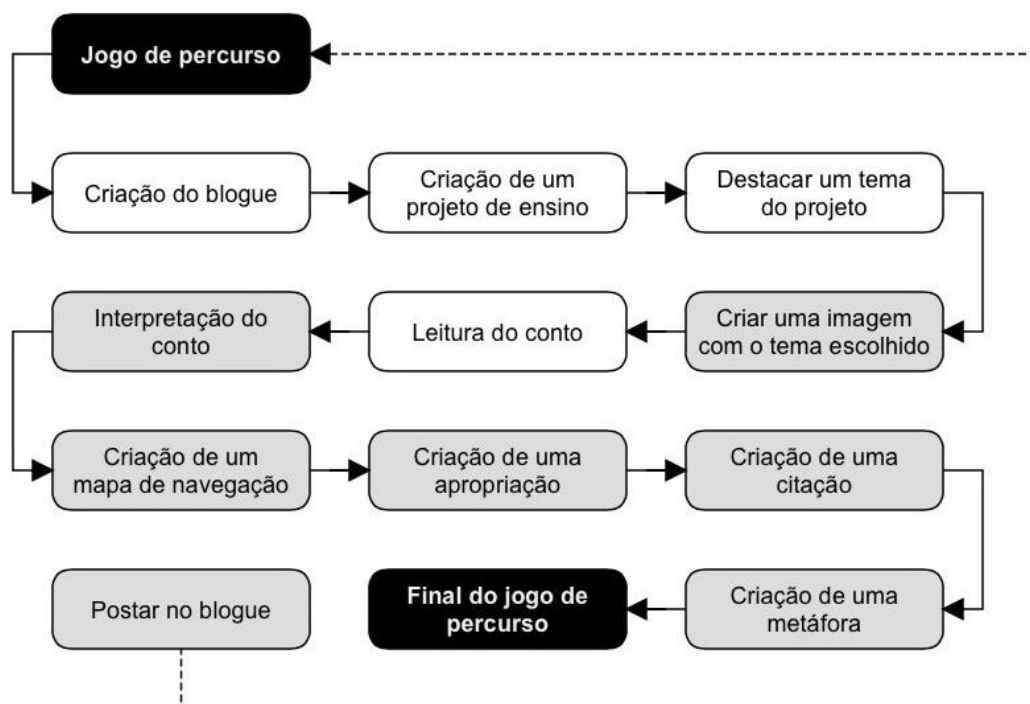 Jogo de percurso
Criação do blogue
Criação de um
projeto de ensino
Destacar um tema
do projeto
Interpretação do
conto
Leitura do conto
Criar uma imagem
com o tema escolhido
Criação de um
mapa de navegação
Criação de uma
apropriação
Criação de uma
citação
Postar no blogue
Final do jogo de
percurso
Criação de uma
metáfora